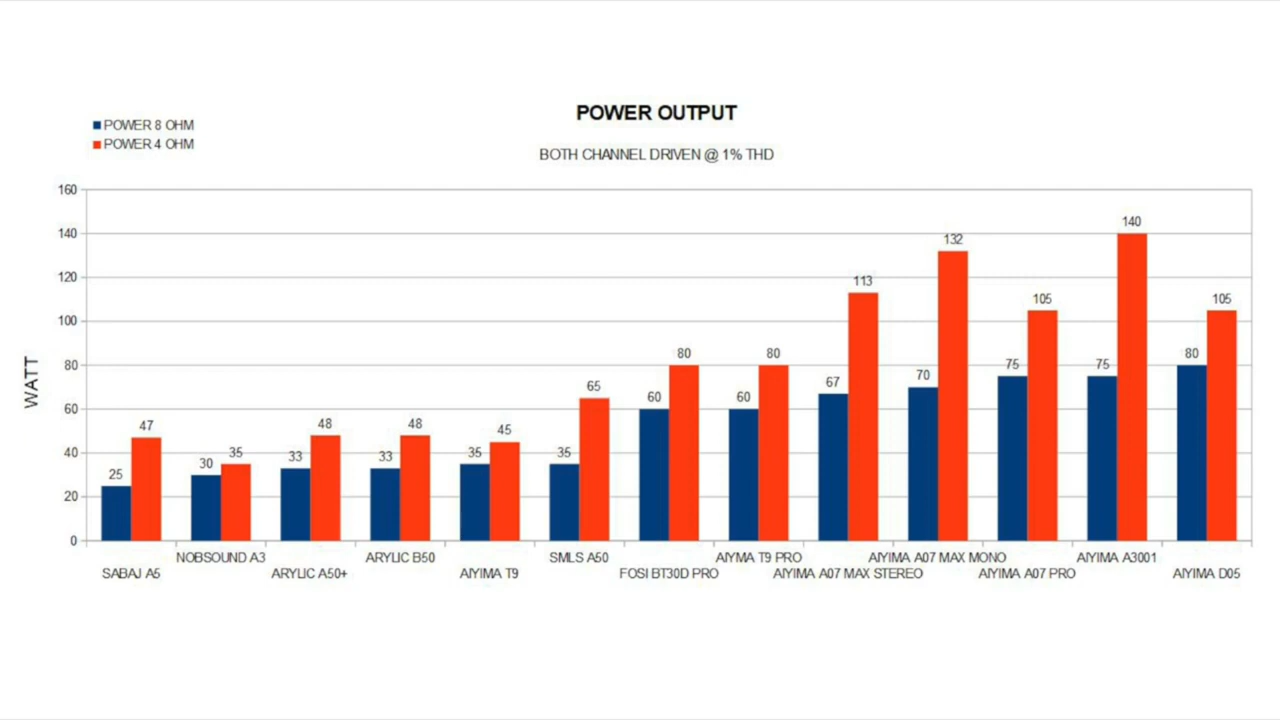 POWER OUTPUT
POWER 8 OHM
POWER 4 OHM
BOTH CHANNEL DRIVEN @ 1% THD
WATT
160
140
120
100
80
60
40
20
0
25 47
30 35
33 48
33 48
35 45
35 65
60 80
60 80
67 113
70 132
75 105
75 140
80 105
SABAJ A5
NOBSOUND A3
ARYLIC A50+
ARYLIC B50
AIYIMA T9
SMLS A50
FOSI BT30D PRO
AIYMA T9 PRO
AIYIMA A07 MAX STEREO
AIYIMA A07 MAX MONO
AIYIMA A07 PRO
AIYIMA A3001
AIYIMA D05